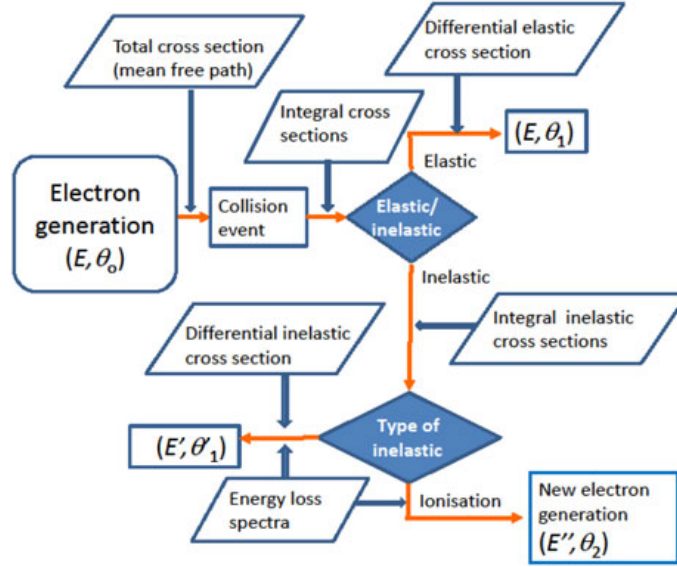 Total cross section
(mean free path)
Differential elastic
cross section
Integral cross
sections
(E, θ₁)
Elastic
Electron
generation
(E, θₒ)
Collision
event
Elastic/
inelastic
Inelastic
Differential inelastic
cross section
Integral inelastic
cross sections
Type of
inelastic
(E', θ'₁)
Energy loss
spectra
Ionisation
New electron
generation
(E'', θ₂)